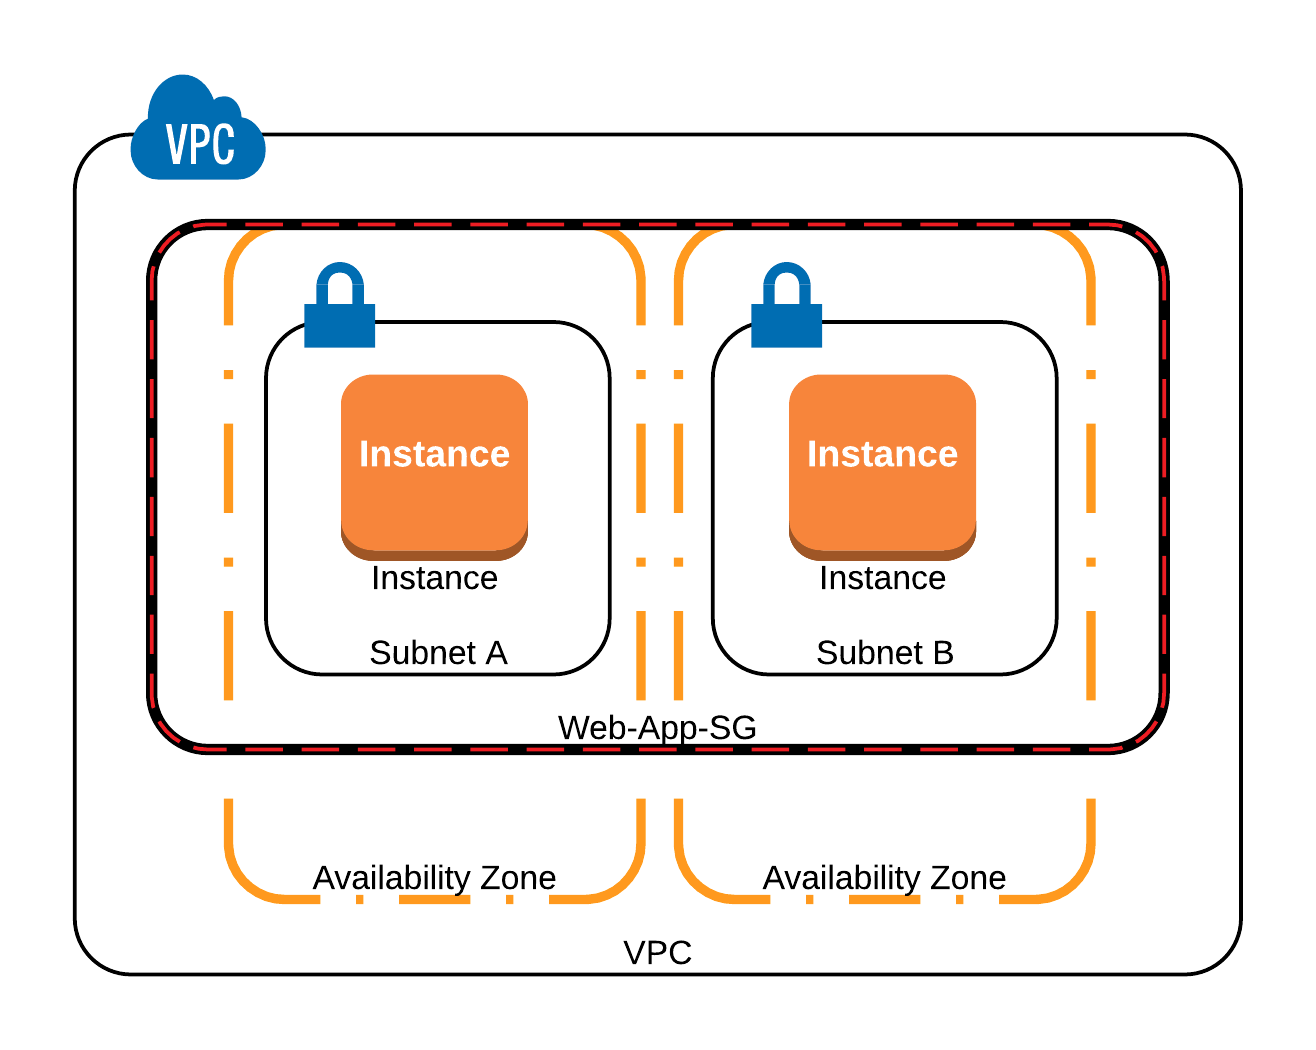 VPC
Instance
Instance
Instance
Instance
Subnet A
Subnet B
Web-App-SG
Availability Zone
Availability Zone
VPC